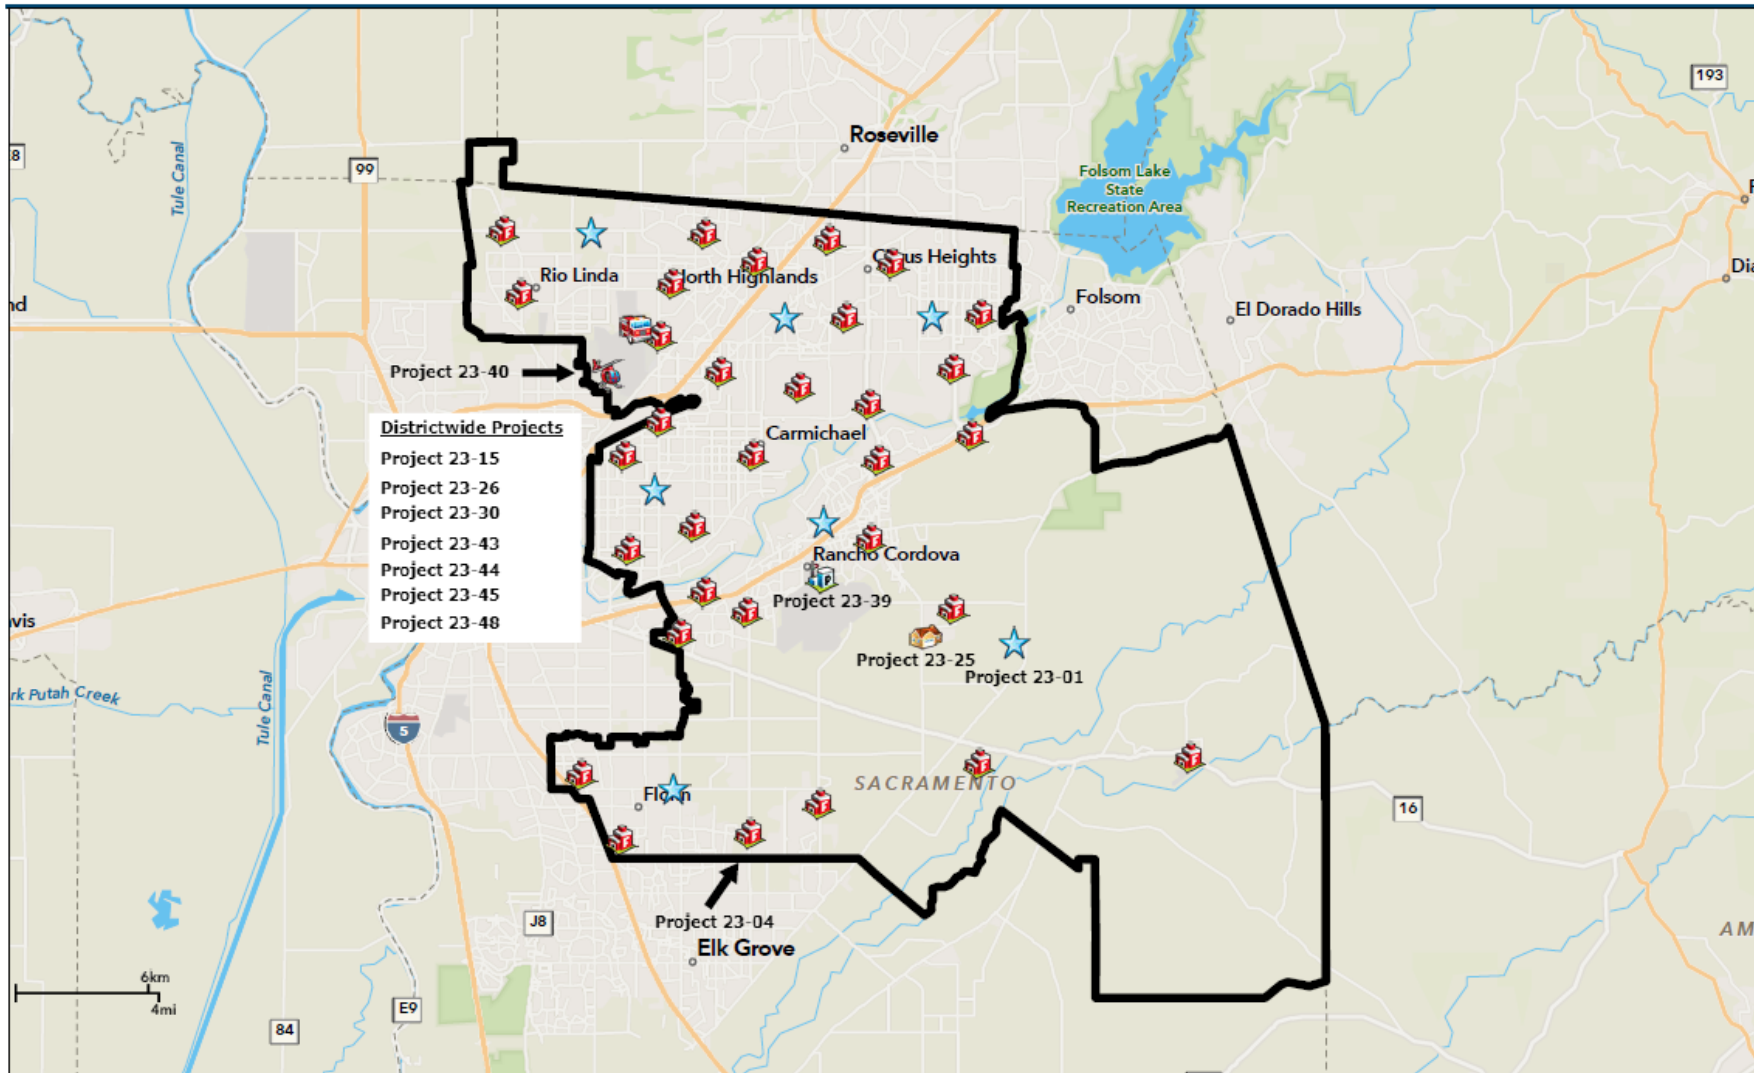 193
Roseville
Folsom Lake
State
Recreation Area
99
Tule Canal
Rio Linda
North Highlands
Heights
Folsom
El Dorado Hills
Project 23-40
Districtwide Projects
Project 23-15
Project 23-26
Project 23-30
Project 23-43
Project 23-44
Project 23-45
Project 23-48
Carmichael
Rancho Cordova
Project 23-39
Project 23-25
Project 23-01
Putah Creek
Tule Canal
5
SACRAMENTO
16
Project 23-04
Elk Grove
J8
6km
4mi
E9
84